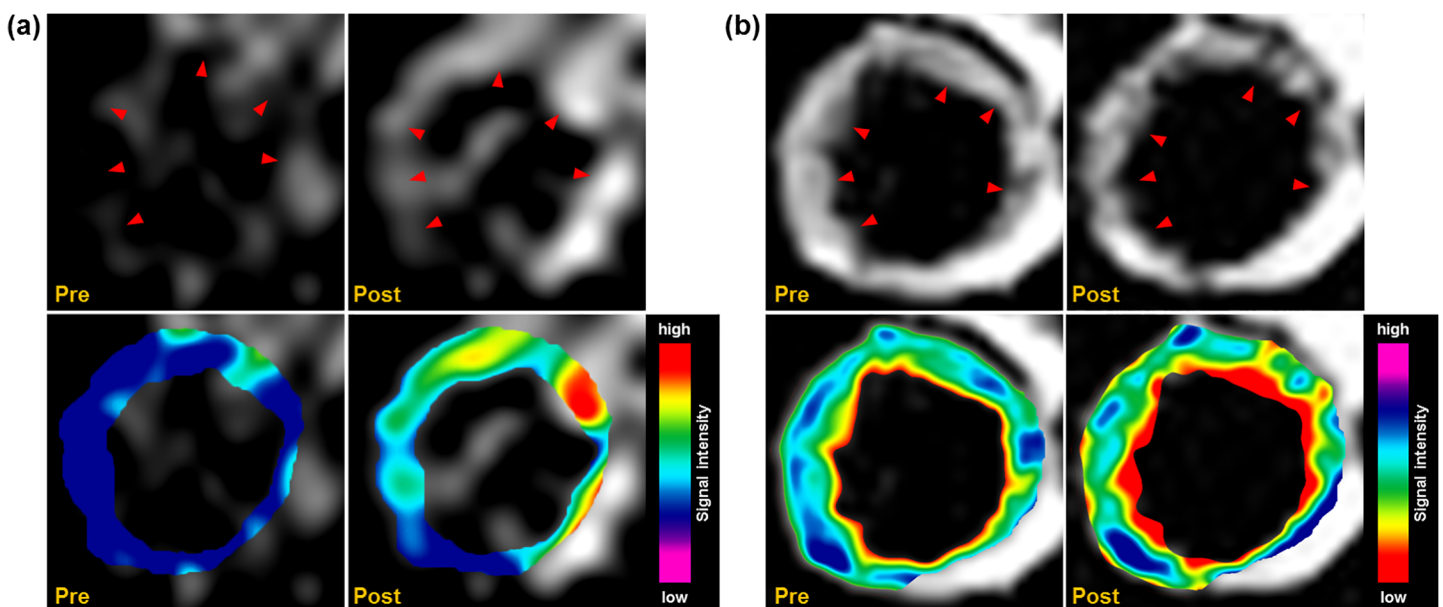 (a)
Pre
Post
Pre
Post
high
Signal intensity
low
(b)
Pre
Post
Pre
Post
high
Signal intensity
low